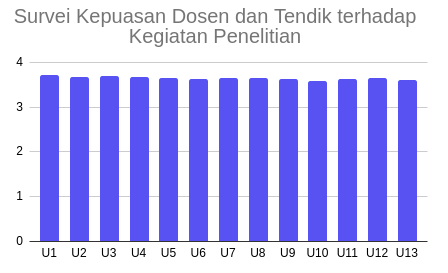 Survei Kepuasan Dosen dan Tendik terhadap
Kegiatan Penelitian
4
3
2
1
0
U1 U2 U3 U4 U5 U6 U7 U8 U9 U10 U11 U12 U13